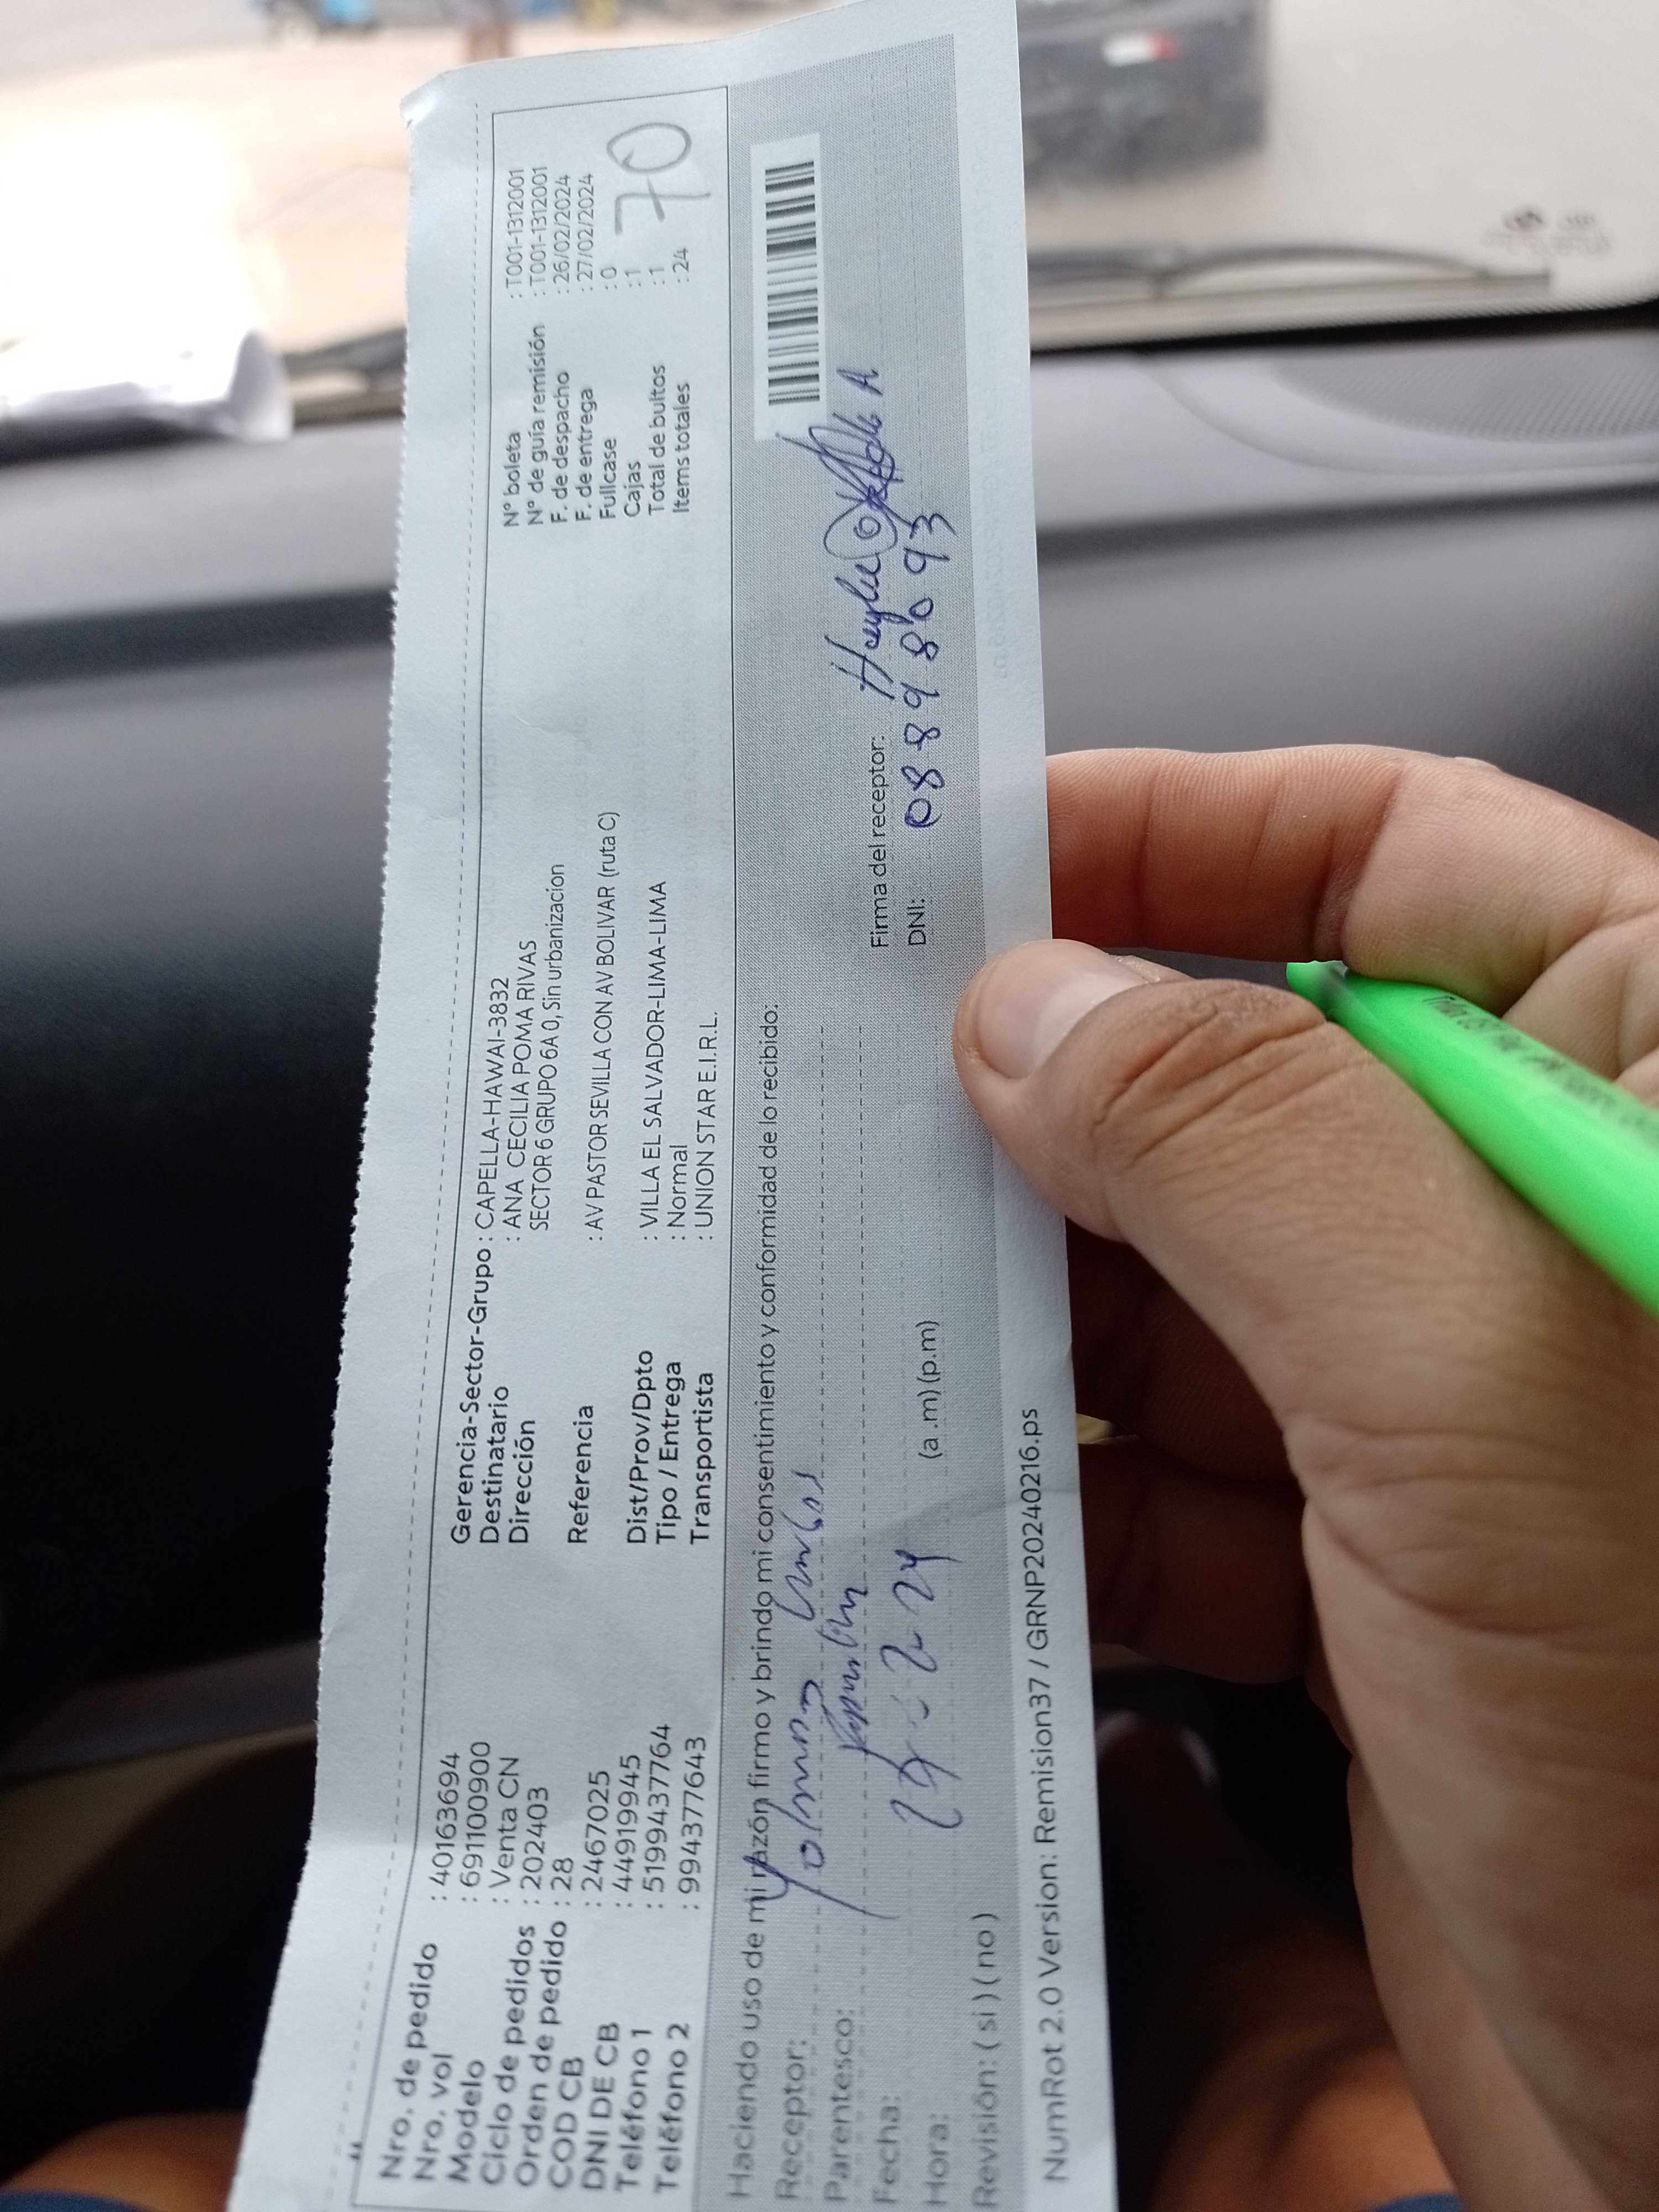 Nro. de pedido : 40163694
Nro. vol : 691100900
Modelo : Venta CN
Ciclo de pedidos : 202403
Orden de pedido : 28
COD CB : 2467025
DNI DE CB : 44919945
Teléfono 1 : 51994377764
Teléfono 2 : 994377643
Gerencia-Sector-Grupo : CAPELLA-HAWAI-3832
Destinatario : ANA CECILIA POMA RIVAS
Dirección SECTOR 6 GRUPO 6A 0, Sin urbanizacion
Referencia : AV PASTOR SEVILLA CON AV BOLIVAR (ruta C)
Dist/Prov/Dpto : VILLA EL SALVADOR-LIMA-LIMA
Tipo / Entrega : Normal
Transportista : UNION STAR E.I.R.L.
N° boleta : T001-1312001
N° de guía remisión : T001-1312001
F. de despacho : 26/02/2024
F. de entrega : 27/02/2024
Fullcase : 0
Cajas : 1
Total de bultos : 1
Items totales : 24
70
Haciendo uso de mi razón firmo y brindo mi consentimiento y conformidad de lo recibido:
Receptor:
Parentesco:
Fecha:
Hora: (a .m) (p.m)
Revisión: ( si ) ( no )
Firma del receptor:
DNI: 08898693
NumRot 2.0 Version: Remision37 / GRNP20240216.ps